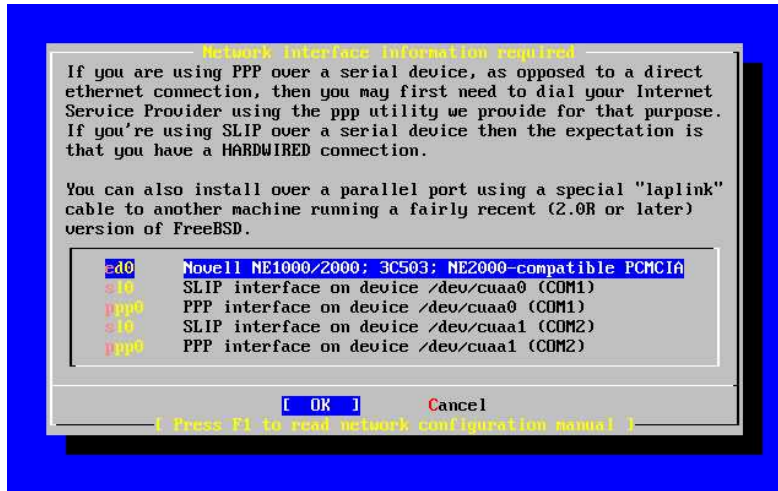 Network interface information required
If you are using PPP over a serial device, as opposed to a direct
ethernet connection, then you may first need to dial your Internet
Service Provider using the ppp utility we provide for that purpose.
If you're using SLIP over a serial device then the expectation is
that you have a HARDWIRED connection.
You can also install over a parallel port using a special "laplink"
cable to another machine running a fairly recent (2.0R or later)
version of FreeBSD.
ed0 Novell NE1000/2000; 3C503; NE2000-compatible PCMCIA
sl0 SLIP interface on device /dev/cuaa0 (COM1)
ppp0 PPP interface on device /dev/cuaa0 (COM1)
sl0 SLIP interface on device /dev/cuaa1 (COM2)
ppp0 PPP interface on device /dev/cuaa1 (COM2)
[ OK ] Cancel
[ Press F1 to read network configuration manual ]